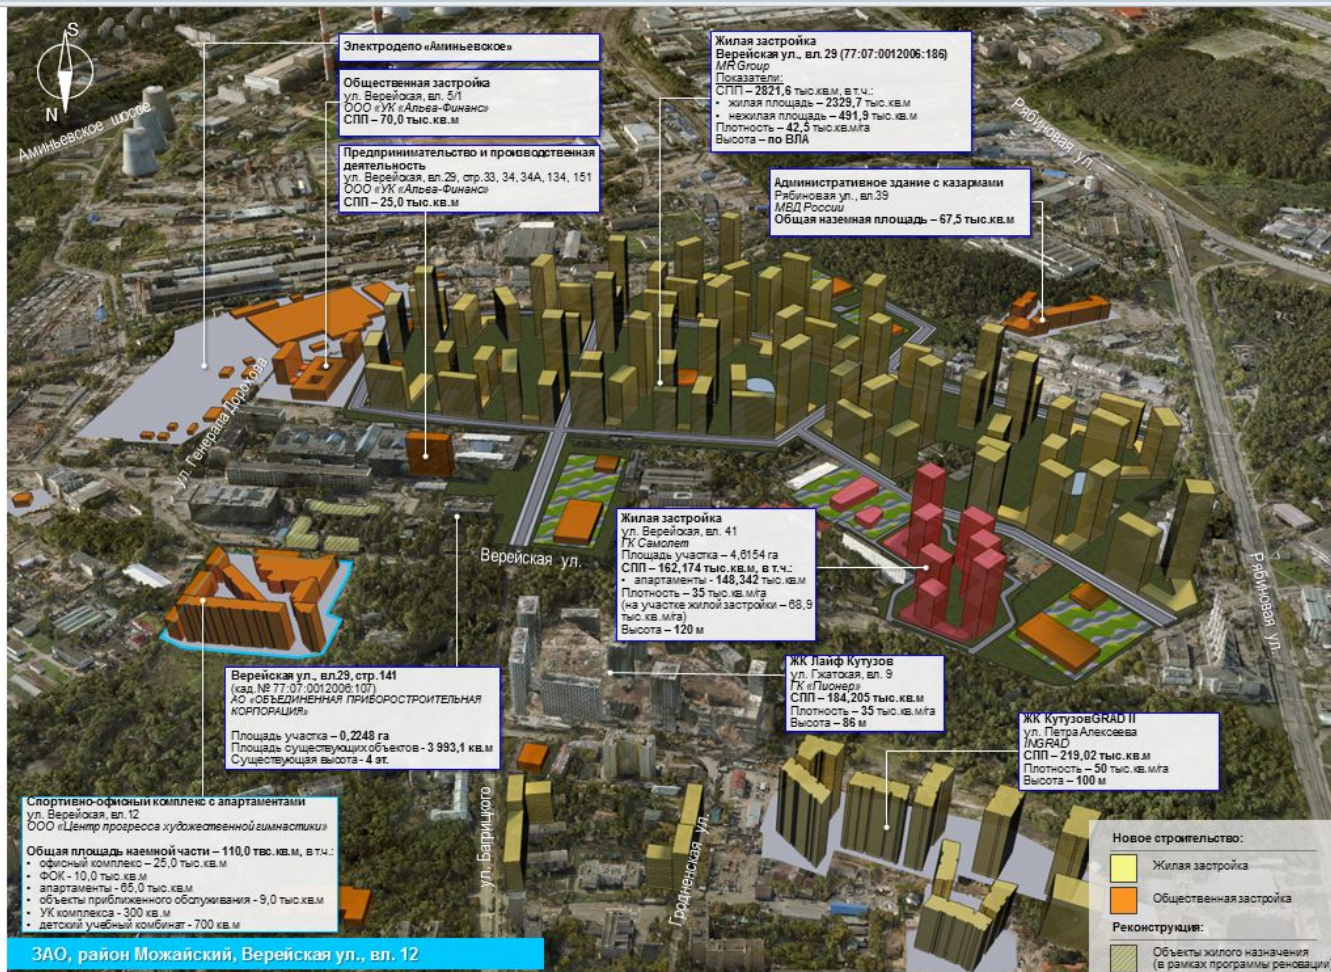 S
N
Аминьевское шоссе
Электродепо «Аминьевское»
Общественная застройка
ул. Верейская, вл. 5/1
ООО «УК «Альва-Финанс»
СПП – 70,0 тыс.кв.м
Предпринимательство и производственная
деятельность
ул. Верейская, вл.29, стр.33, 34, 34А, 134, 151
ООО «УК «Альва-Финанс»
СПП – 25,0 тыс.кв.м
Жилая застройка
Верейская ул., вл. 29 (77:07:0012006:186)
MR Group
Показатели:
СПП – 2821,6 тыс.кв.м, в т.ч.:
• жилая площадь – 2329,7 тыс.кв.м
• нежилая площадь – 491,9 тыс.кв.м
Плотность – 42,5 тыс.кв.м/га
Высота – по ВЛА
Рябиновая ул.
Административное здание с казармами
Рябиновая ул., вл.39
МВД России
Общая наземная площадь – 67,5 тыс.кв.м
ул. Генерала Дорохова
Верейская ул.
Жилая застройка
ул. Верейская, вл. 41
ГК Самолет
Площадь участка – 4,6154 га
СПП – 162,174 тыс.кв.м, в т.ч.:
• апартаменты - 148,342 тыс.кв.м
Плотность – 35 тыс.кв.м/га
(на участке жилой застройки – 68,9
тыс.кв.м/га)
Высота – 120 м
Рябиновая ул.
Верейская ул., вл.29, стр.141
(кад.№ 77:07:0012006:107)
АО «ОБЪЕДИНЕННАЯ ПРИБОРОСТРОИТЕЛЬНАЯ
КОРПОРАЦИЯ»
Площадь участка – 0,2248 га
Площадь существующих объектов - 3 993,1 кв.м
Существующая высота - 4 эт.
ЖК Лайф Кутузов
ул. Гжатская, вл. 9
ГК «Пионер»
СПП – 184,205 тыс.кв.м
Плотность – 35 тыс.кв.м/га
Высота – 86 м
ЖК КутузовGRAD II
ул. Петра Алексеева
INGRAD
СПП – 219,02 тыс.кв.м
Плотность – 50 тыс.кв.м/га
Высота – 100 м
Спортивно-офисный комплекс с апартаментами
ул. Верейская, вл.12
ООО «Центр прогресса художественной гимнастики»
Общая площадь наемной части – 110,0 твс.кв.м, в т.ч.:
• офисный комплекс – 25,0 тыс.кв.м
• ФОК - 10,0 тыс.кв.м
• апартаменты - 65,0 тыс.кв.м
• объекты приближенного обслуживания - 9,0 тыс.кв.м
• УК комплекса - 300 кв.м
• детский учебный комбинат - 700 кв.м
ул. Багрицкого
Гродненская ул.
Новое строительство:
Жилая застройка
Общественная застройка
Реконструкция:
Объекты жилого назначения
(в рамках программы реновации
ЗАО, район Можайский, Верейская ул., вл. 12